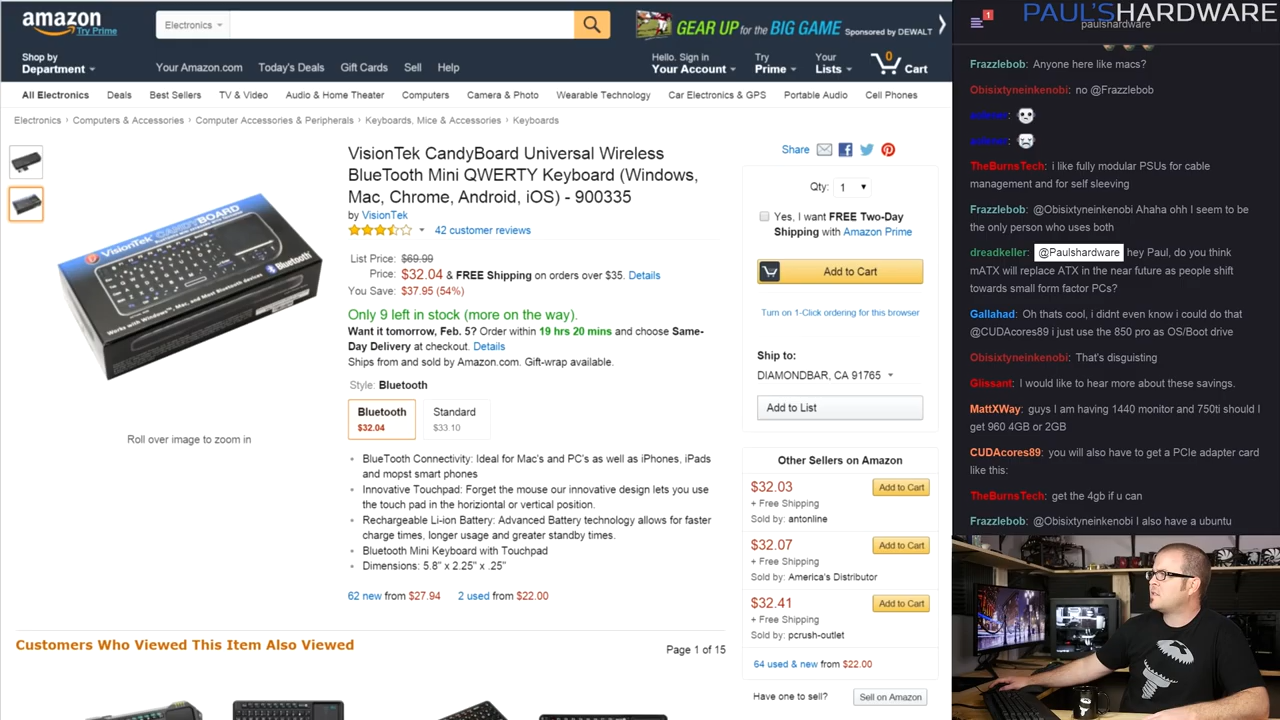 amazon
Try Prime
Electronics
GEAR UP for the BIG GAME Sponsored by DEWALT
Shop by
Department
Your Amazon.com Today's Deals Gift Cards Sell Help
Hello. Sign in
Your Account
Try
Prime
Your
Lists
0
Cart
All Electronics Deals Best Sellers TV & Video Audio & Home Theater Computers Camera & Photo Wearable Technology Car Electronics & GPS Portable Audio Cell Phones
Electronics › Computers & Accessories › Computer Accessories & Peripherals › Keyboards, Mice & Accessories › Keyboards
VISIONTEK CANDYBOARD
Bluetooth
Works with Windows, Mac, and Most Bluetooth devices
Roll over image to zoom in
VisionTek CandyBoard Universal Wireless
BlueTooth Mini QWERTY Keyboard (Windows,
Mac, Chrome, Android, iOS) - 900335
by VisionTek
42 customer reviews
List Price: $69.99
Price: $32.04 & FREE Shipping on orders over $35. Details
You Save: $37.95 (54%)
Only 9 left in stock (more on the way).
Want it tomorrow, Feb. 5? Order within 19 hrs 20 mins and choose Same-
Day Delivery at checkout. Details
Ships from and sold by Amazon.com. Gift-wrap available.
Style: Bluetooth
Bluetooth
$32.04
Standard
$33.10
• BlueTooth Connectivity: Ideal for Mac's and PC's as well as iPhones, iPads
and mopst smart phones
• Innovative Touchpad: Forget the mouse our innovative design lets you use
the touch pad in the horiziontal or vertical position.
• Rechargeable Li-ion Battery: Advanced Battery technology allows for faster
charge times, longer usage and greater standby times.
• Bluetooth Mini Keyboard with Touchpad
• Dimensions: 5.8" x 2.25" x .25"
62 new from $27.94 2 used from $22.00
Customers Who Viewed This Item Also Viewed
Page 1 of 15
Share
Qty: 1
Yes, I want FREE Two-Day
Shipping with Amazon Prime
Add to Cart
Turn on 1-Click ordering for this browser
Ship to:
DIAMONDBAR, CA 91765
Add to List
Other Sellers on Amazon
$32.03
Add to Cart
+ Free Shipping
Sold by: antonline
$32.07
Add to Cart
+ Free Shipping
Sold by: America's Distributor
$32.41
Add to Cart
+ Free Shipping
Sold by: pcrush-outlet
64 used & new from $22.00
Have one to sell? Sell on Amazon
1
PAUL'SHARDWARE
paulshardware
Frazzlebob: Anyone here like macs?
Obisixtyneinkenobi: no @Frazzlebob
TheBurnsTech: i like fully modular PSUs for cable
management and for self sleeving
Frazzlebob: @Obisixtyneinkenobi Ahaha ohh I seem to be
the only person who uses both
dreadkeller: @Paulshardware hey Paul, do you think
mATX will replace ATX in the near future as people shift
towards small form factor PCs?
Gallahad: Oh thats cool, i didnt even know i could do that
@CUDAcores89 i just use the 850 pro as OS/Boot drive
Obisixtyneinkenobi: That's disgusting
Glissant: I would like to hear more about these savings.
MattXWay: guys I am having 1440 monitor and 750ti should I
get 960 4GB or 2GB
CUDAcores89: you will also have to get a PCIe adapter card
like this:
TheBurnsTech: get the 4gb if u can
Frazzlebob: @Obisixtyneinkenobi I also have a ubuntu